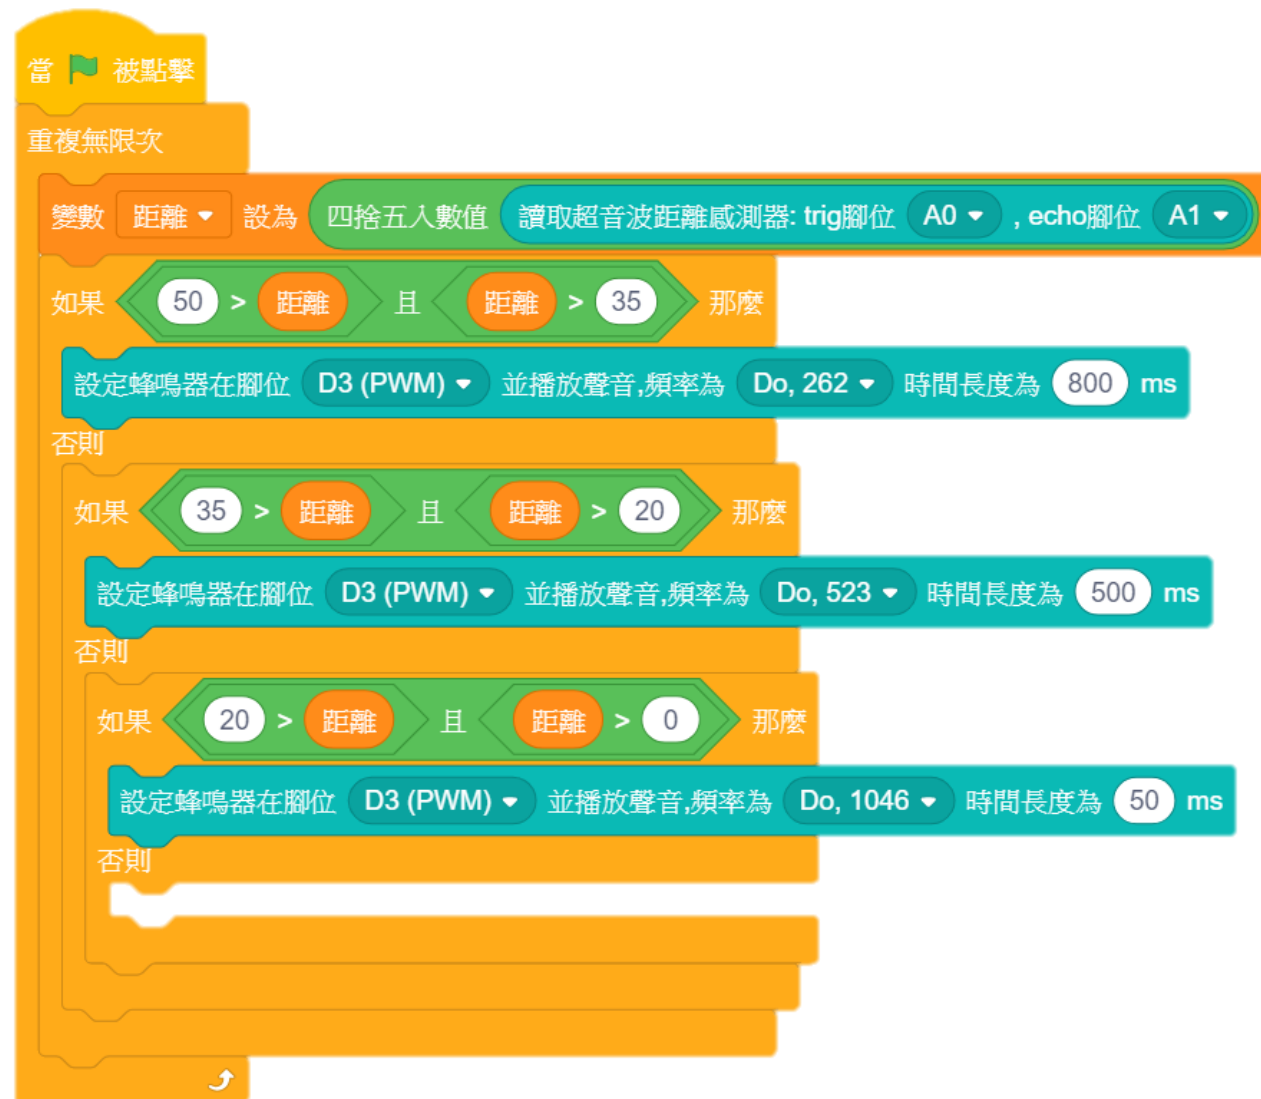 當 被點擊
重複無限次
變數 距離 設為 四捨五入數值 讀取超音波距離感測器: trig腳位 A0 , echo腳位 A1
如果 50 > 距離 且 距離 > 35 那麼
設定蜂鳴器在腳位 D3 (PWM) 並播放聲音,頻率為 Do, 262 時間長度為 800 ms
否則
如果 35 > 距離 且 距離 > 20 那麼
設定蜂鳴器在腳位 D3 (PWM) 並播放聲音,頻率為 Do, 523 時間長度為 500 ms
否則
如果 20 > 距離 且 距離 > 0 那麼
設定蜂鳴器在腳位 D3 (PWM) 並播放聲音,頻率為 Do, 1046 時間長度為 50 ms
否則